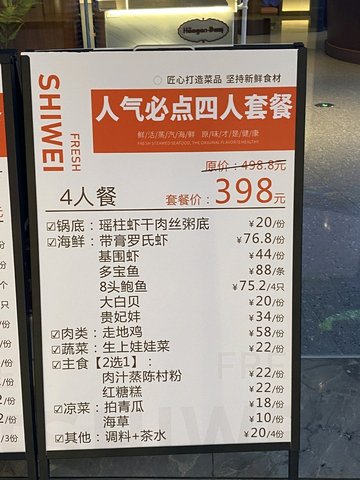 Häagen-Dazs
匠心打造菜品 坚持新鲜食材
SHIWEI
FRESH
人气必点四人套餐
鲜/活/蒸/汽/海/鲜 原/味/才/是/健/康
FRESH STEAMED SEAFOOD, THE ORIGINAL FLAVOR IS HEALTHY
原价：498.8元
4人餐 套餐价：398元
☑锅底：瑶柱虾干肉丝粥底 ¥20/份
☑海鲜：带膏罗氏虾 ¥76.8/份
基围虾 ¥44/份
多宝鱼 ¥88/条
8头鲍鱼 ¥75.2/4只
大白贝 ¥20/份
贵妃蚌 ¥34/份
☑肉类：走地鸡 ¥58/份
☑蔬菜：生上娃娃菜 ¥22/份
☑主食【2选1】：
肉汁蒸陈村粉 ¥22/份
红糖糕 ¥22/份
☑凉菜：拍青瓜 ¥18/份
海草 ¥10/份
☑其他：调料+茶水 ¥20/4份